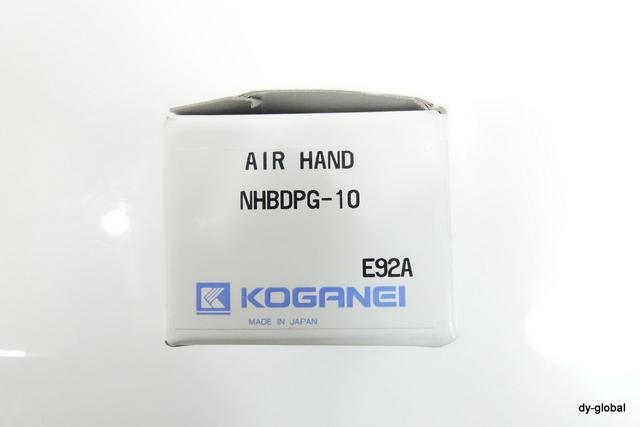 AIR HAND
NHBDPG-10
E92A
KOGANEI
MADE IN JAPAN
dy-global